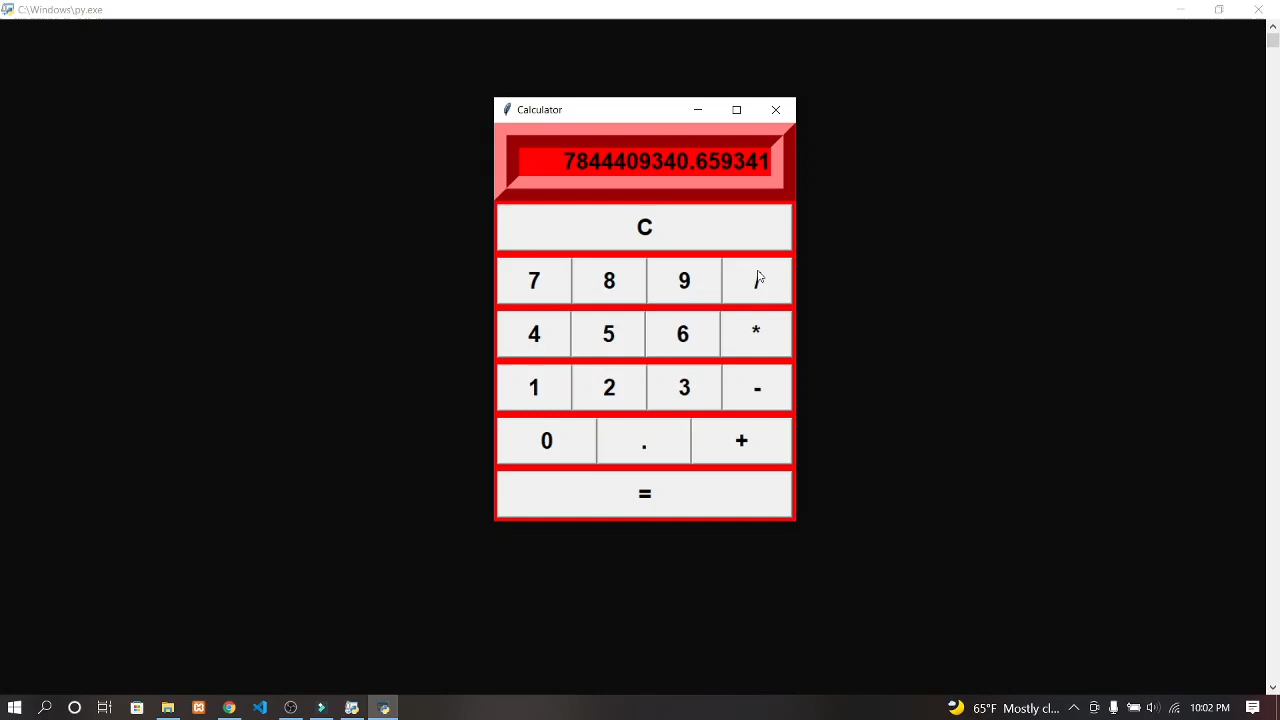 C:\Windows\py.exe
Calculator
7844409340.659341
C
7 8 9 /
4 5 6 *
1 2 3 -
0 . +
=
65°F Mostly cl... 10:02 PM